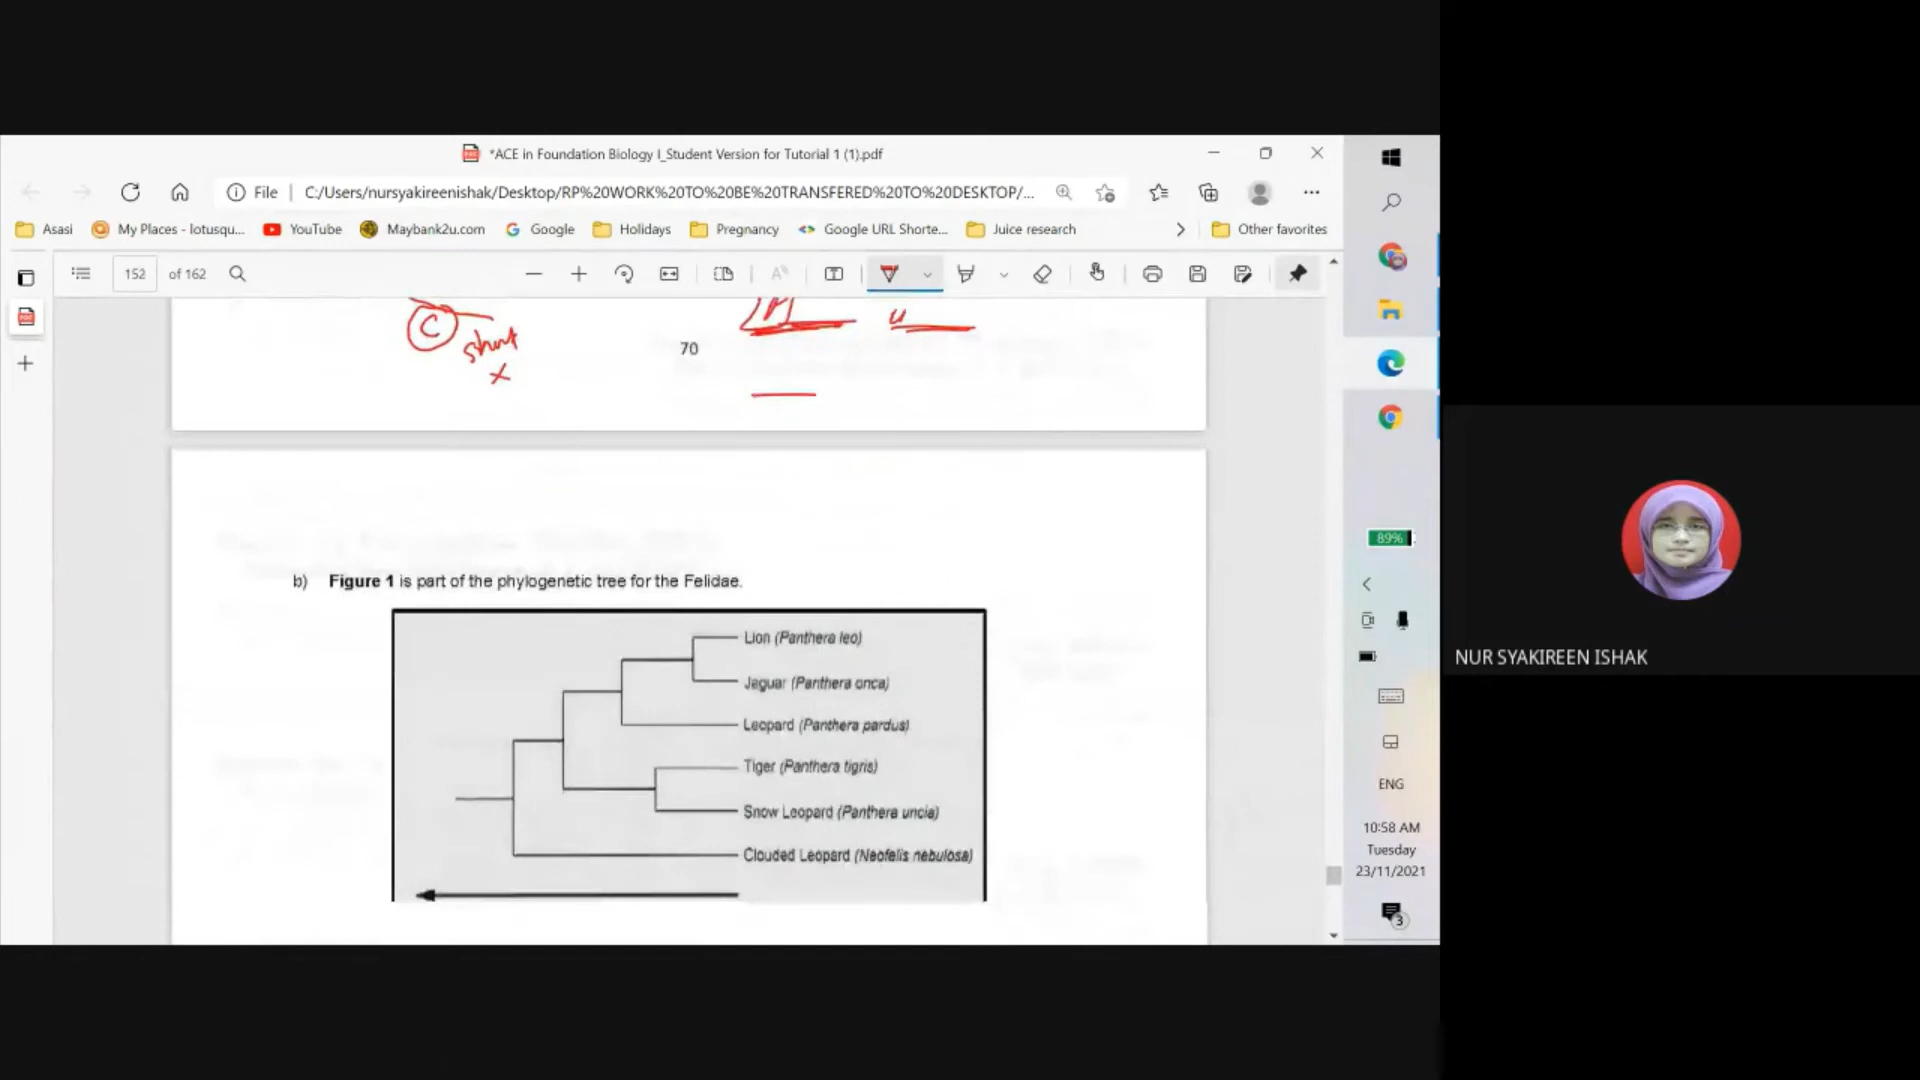 *ACE in Foundation Biology I_Student Version for Tutorial 1 (1).pdf
File
C:/Users/nursyakireenishak/Desktop/RP%20WORK%20TO%20BE%20TRANSFERED%20TO%20DESKTOP/...
Asasi
My Places - lotusqu...
YouTube
Maybank2u.com
Google
Holidays
Pregnancy
Google URL Shorte...
Juice research
Other favorites
152 of 162
C
short
x
70
b) Figure 1 is part of the phylogenetic tree for the Felidae.
Lion (Panthera leo)
Jaguar (Panthera onca)
Leopard (Panthera pardus)
Tiger (Panthera tigris)
Snow Leopard (Panthera uncia)
Clouded Leopard (Neofelis nebulosa)
89%
ENG
10:58 AM
Tuesday
23/11/2021
3
NUR SYAKIREEN ISHAK